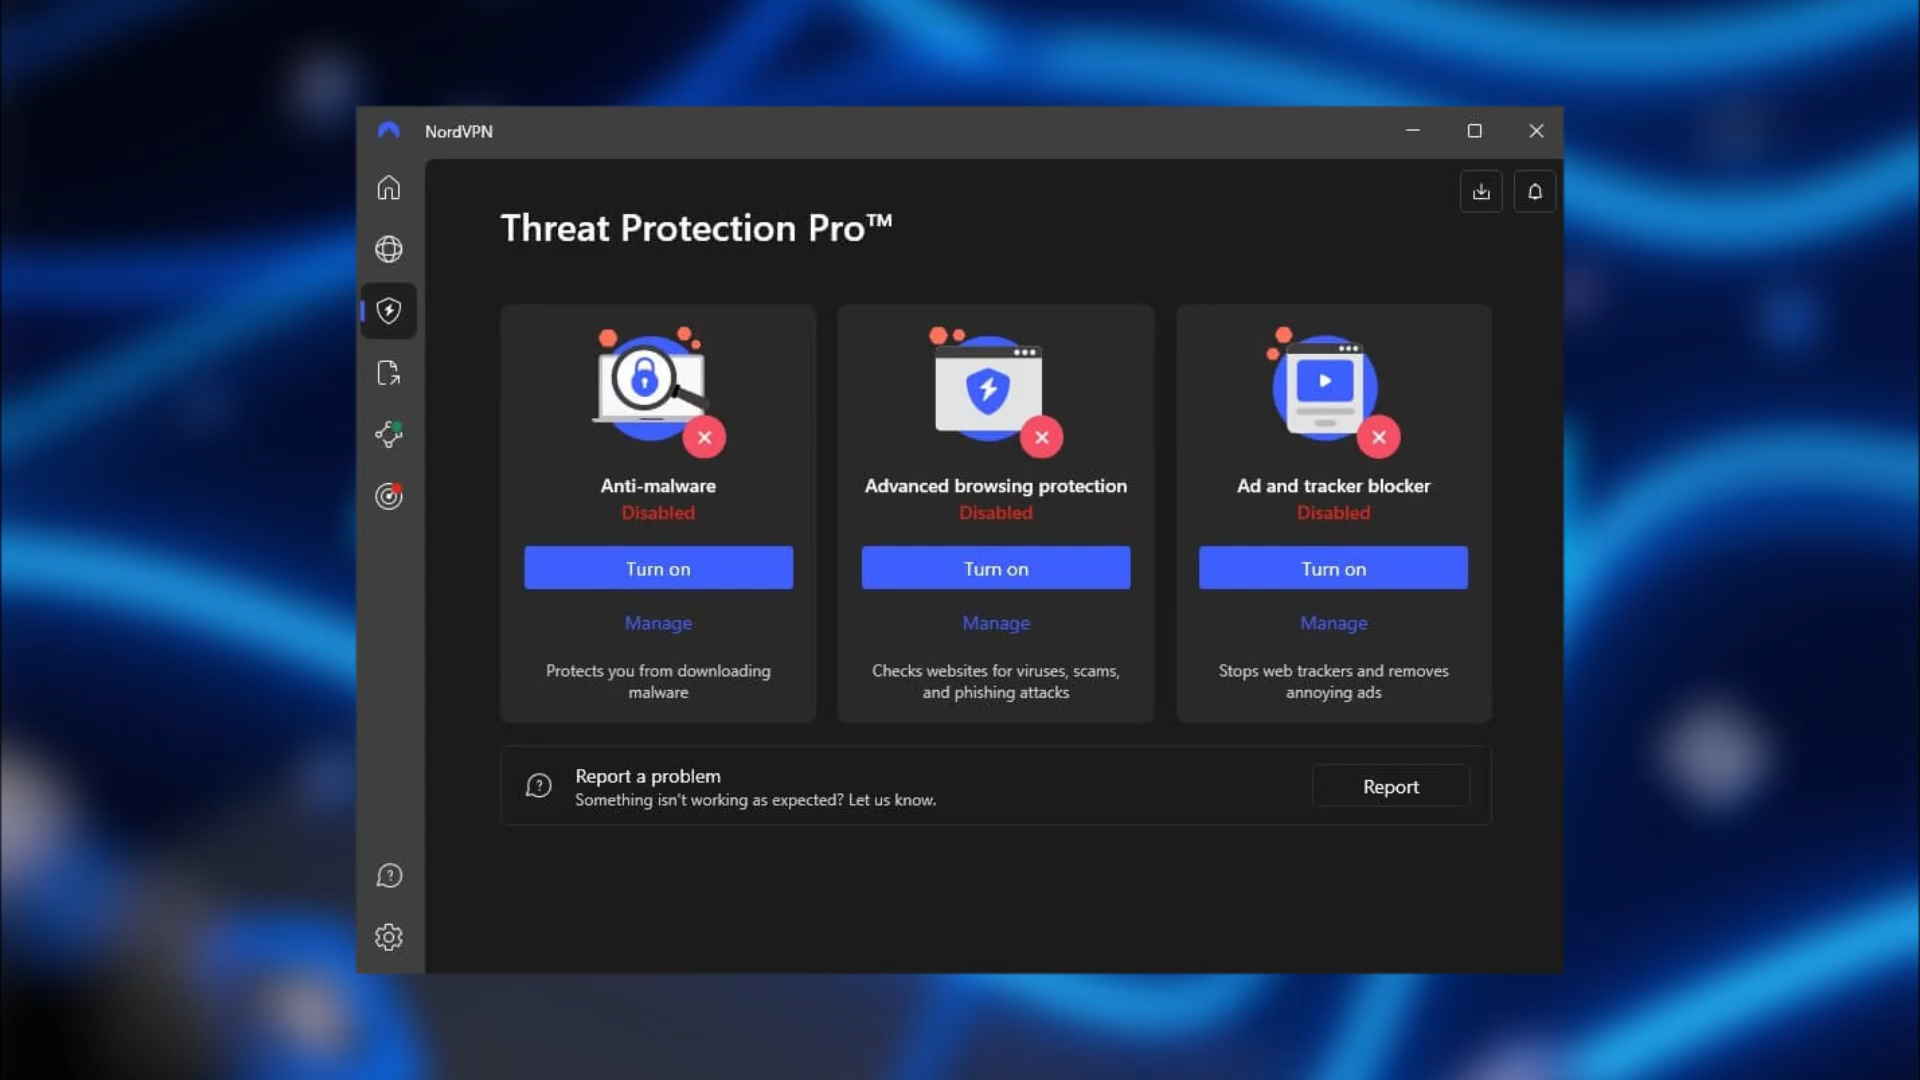 NordVPN
Threat Protection Pro™
Anti-malware
Disabled
Turn on
Manage
Protects you from downloading
malware
Advanced browsing protection
Disabled
Turn on
Manage
Checks websites for viruses, scams,
and phishing attacks
Ad and tracker blocker
Disabled
Turn on
Manage
Stops web trackers and removes
annoying ads
Report a problem
Something isn't working as expected? Let us know.
Report